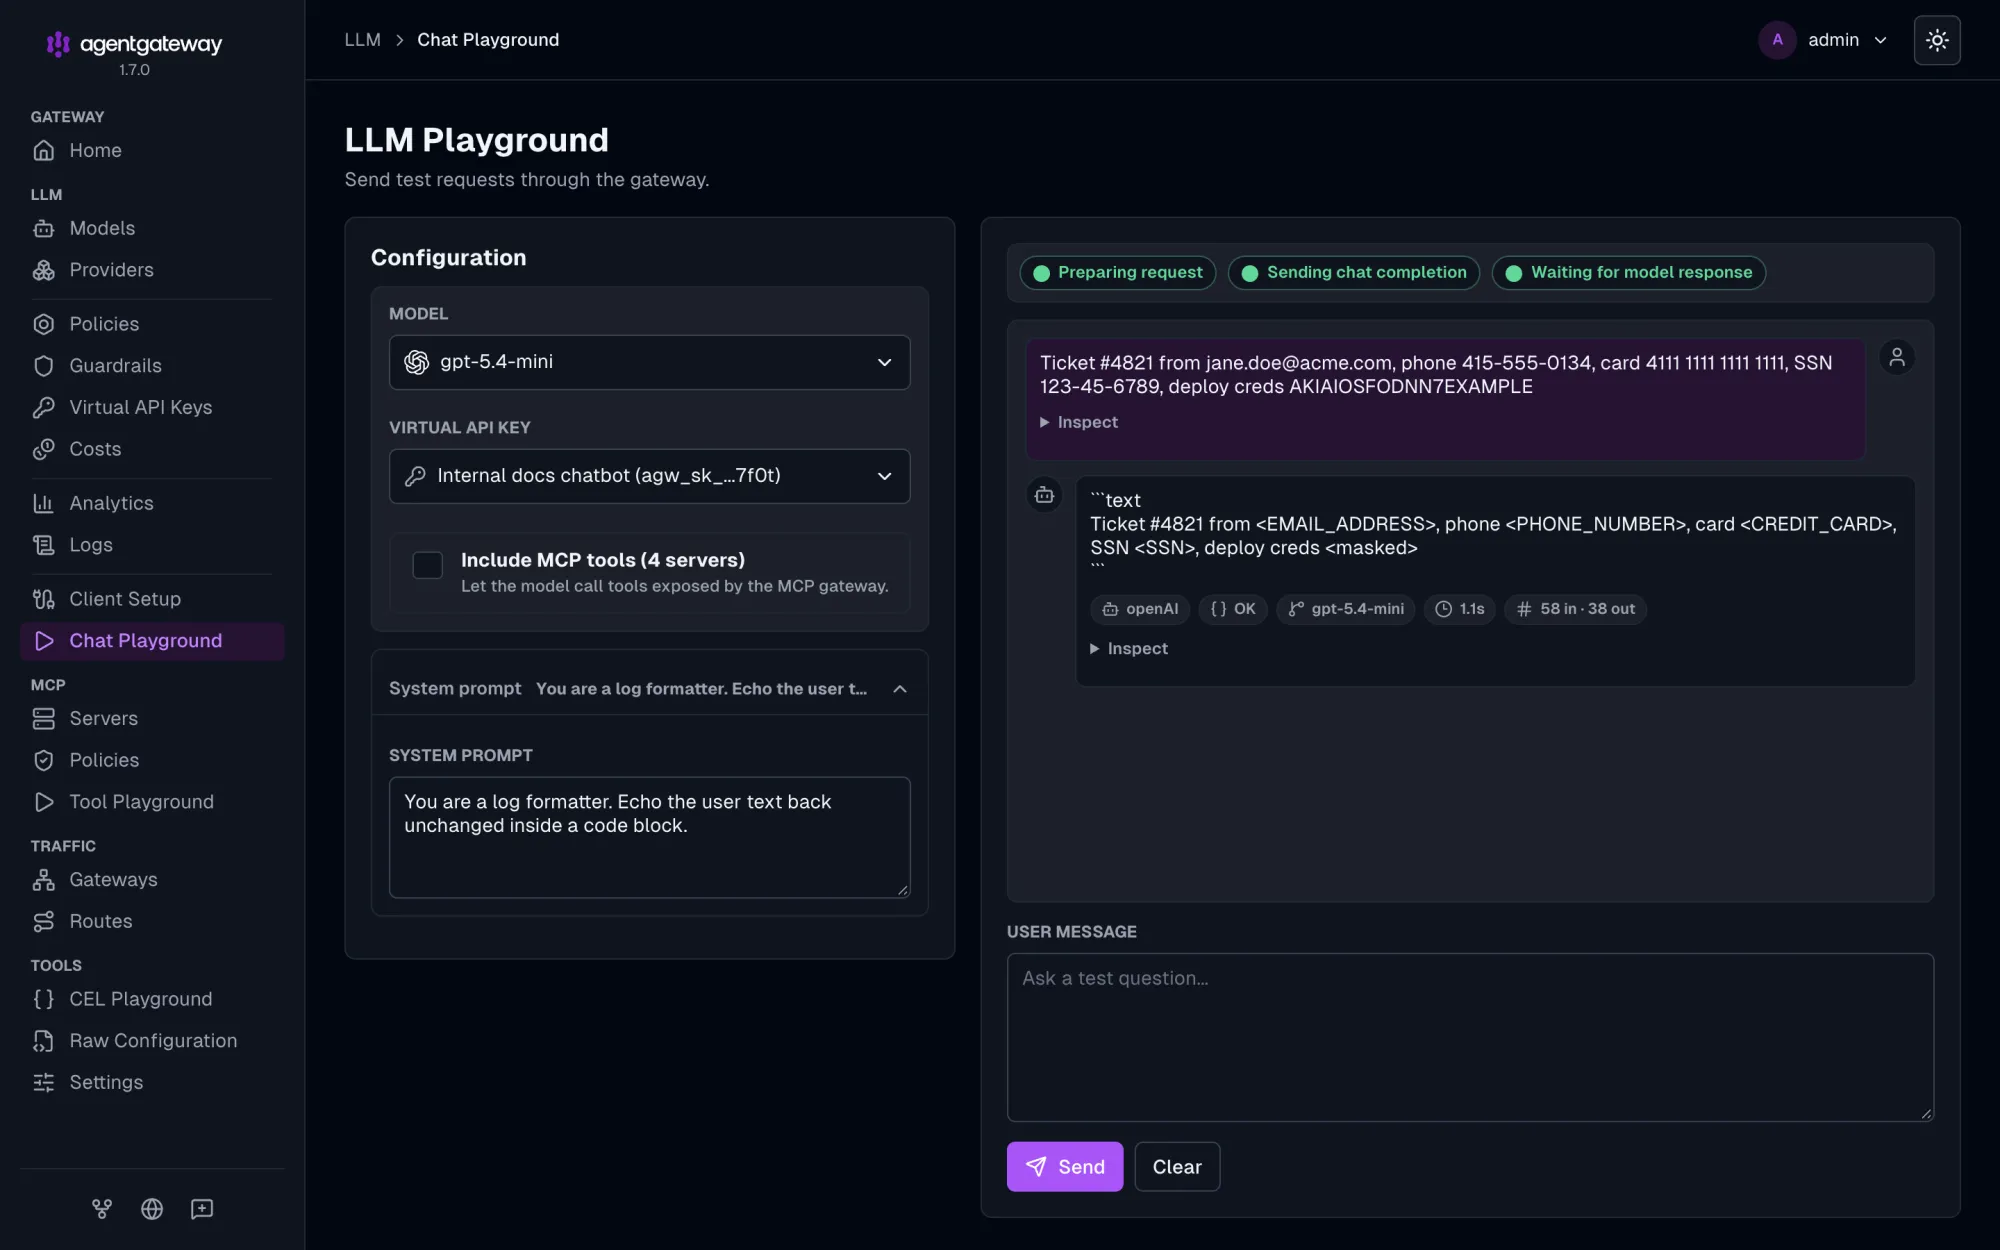 agentgateway
1.7.0
GATEWAY
Home
LLM
Models
Providers
Policies
Guardrails
Virtual API Keys
Costs
Analytics
Logs
Client Setup
Chat Playground
MCP
Servers
Policies
Tool Playground
TRAFFIC
Gateways
Routes
TOOLS
CEL Playground
Raw Configuration
Settings
LLM > Chat Playground
A admin
LLM Playground
Send test requests through the gateway.
Configuration
MODEL
gpt-5.4-mini
VIRTUAL API KEY
Internal docs chatbot (agw_sk_...7f0t)
Include MCP tools (4 servers)
Let the model call tools exposed by the MCP gateway.
System prompt You are a log formatter. Echo the user t...
SYSTEM PROMPT
You are a log formatter. Echo the user text back
unchanged inside a code block.
Preparing request
Sending chat completion
Waiting for model response
Ticket #4821 from jane.doe@acme.com, phone 415-555-0134, card 4111 1111 1111 1111, SSN
123-45-6789, deploy creds AKIAIOSFODNN7EXAMPLE
Inspect
```text
Ticket #4821 from <EMAIL_ADDRESS>, phone <PHONE_NUMBER>, card <CREDIT_CARD>,
SSN <SSN>, deploy creds <masked>
```
openAI
{} OK
gpt-5.4-mini
1.1s
# 58 in · 38 out
Inspect
USER MESSAGE
Ask a test question...
Send
Clear